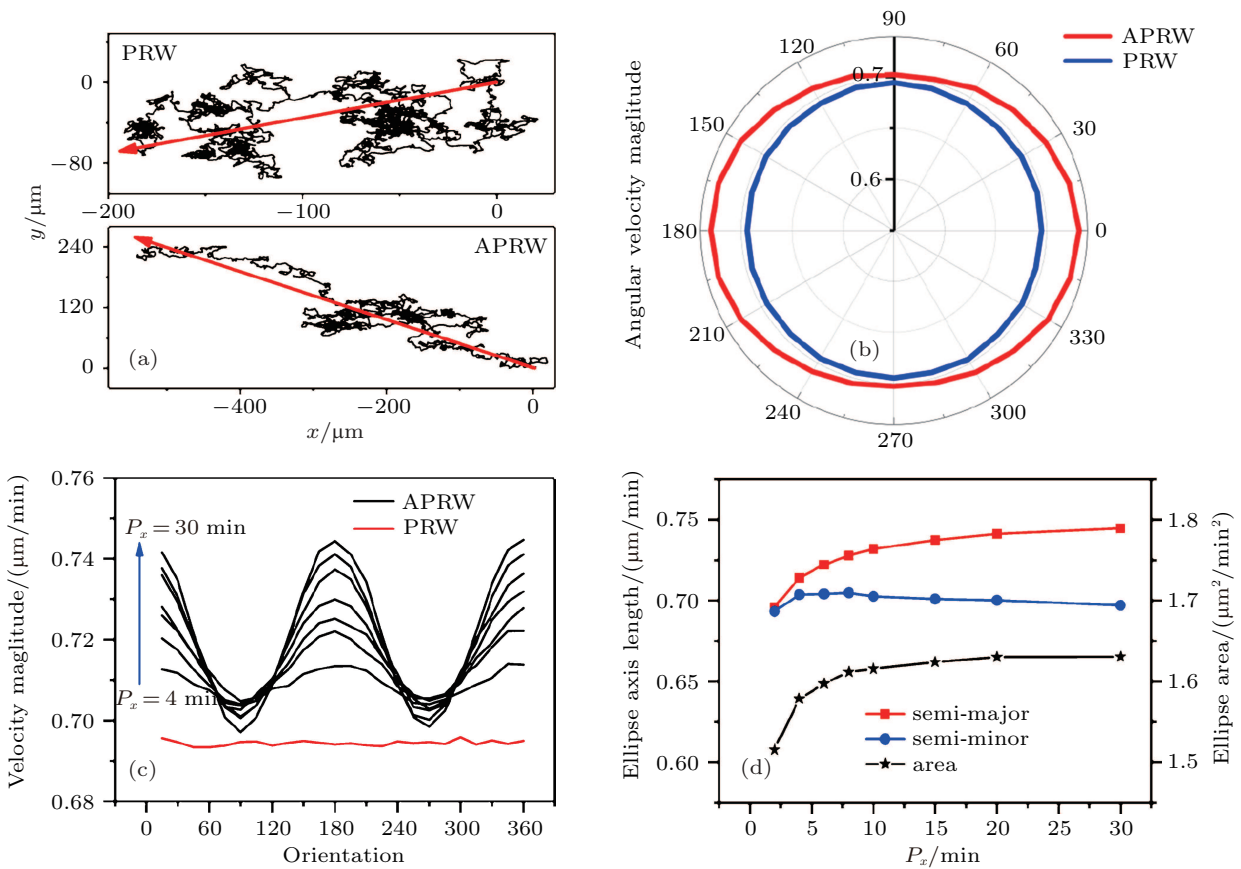 PRW
0
−80
−200
−100
0
y/μm
APRW
240
120
0
(a)
−400
−200
0
x/μm
90
120
60
150
30
180
0
210
330
240
300
270
0.7
0.6
Angular velocity maglitude
(b)
APRW
PRW
0.76
0.74
0.72
0.70
0.68
Velocity maglitude/(μm/min)
APRW
PRW
Pₓ = 30 min
Pₓ = 4 min
(c)
0
60
120
180
240
300
360
Orientation
0.75
0.70
0.65
0.60
Ellipse axis length/(μm/min)
1.8
1.7
1.6
1.5
Ellipse area/(μm²/min²)
semi-major
semi-minor
area
(d)
0
5
10
15
20
25
30
Pₓ/min